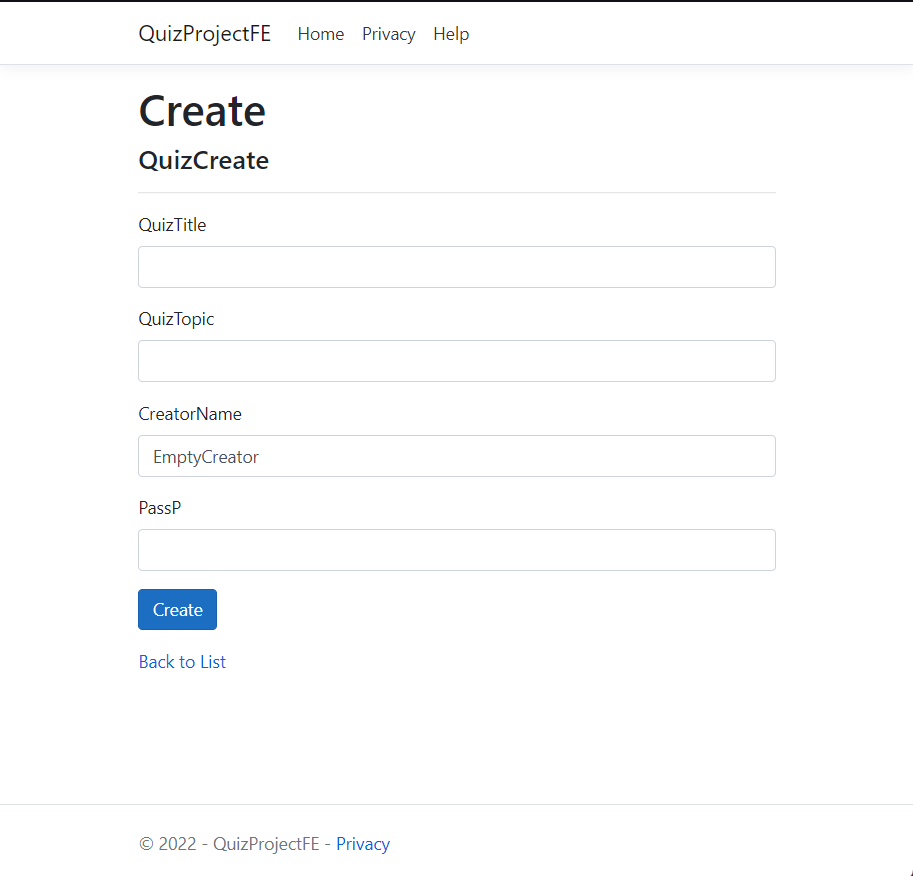 QuizProjectFE Home Privacy Help
Create
QuizCreate
QuizTitle
QuizTopic
CreatorName
EmptyCreator
PassP
Create
Back to List
© 2022 - QuizProjectFE - Privacy